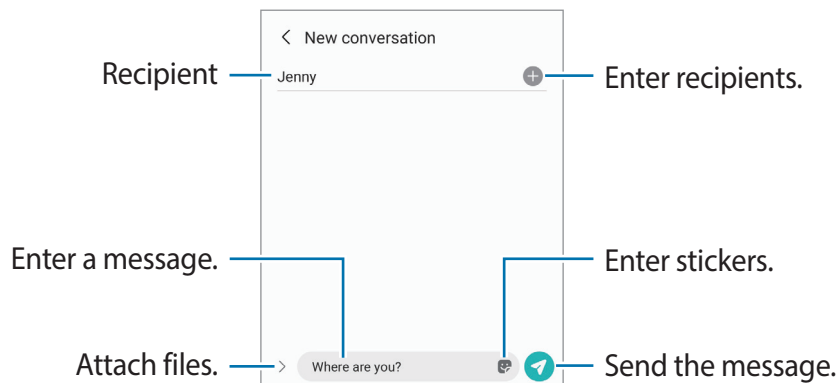 New conversation
Recipient
Jenny
Enter recipients.
Enter a message.
Enter stickers.
Attach files.
Where are you?
Send the message.